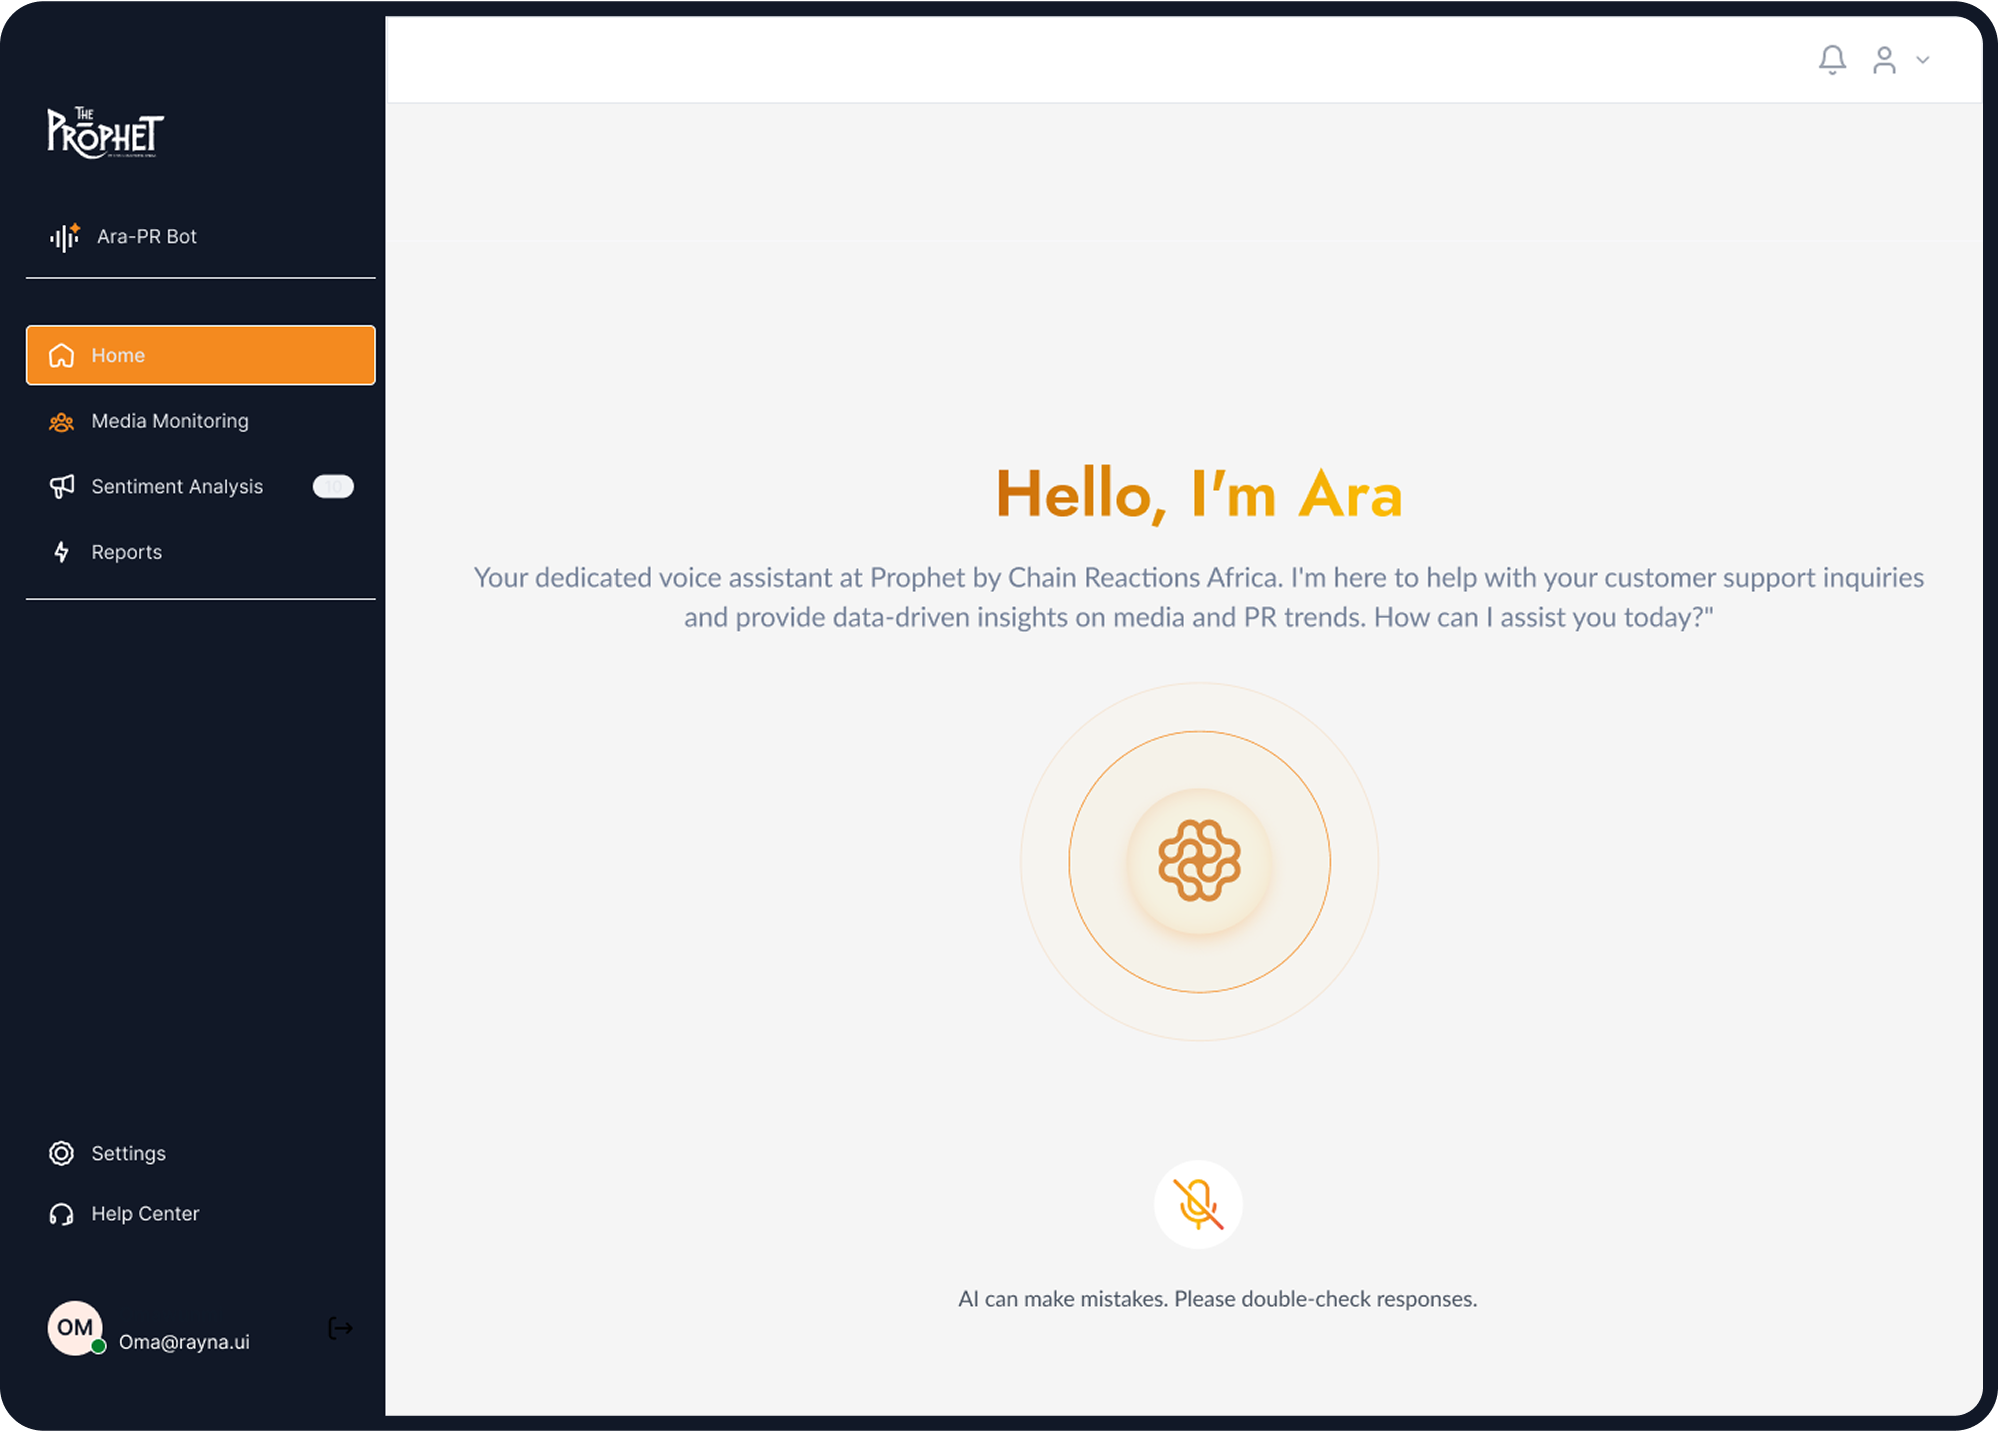 THE
PROPHET
Ara-PR Bot
Home
Media Monitoring
Sentiment Analysis 10
Reports
Settings
Help Center
OM
Oma@rayna.ui
Hello, I'm Ara
Your dedicated voice assistant at Prophet by Chain Reactions Africa. I'm here to help with your customer support inquiries
and provide data-driven insights on media and PR trends. How can I assist you today?"
AI can make mistakes. Please double-check responses.